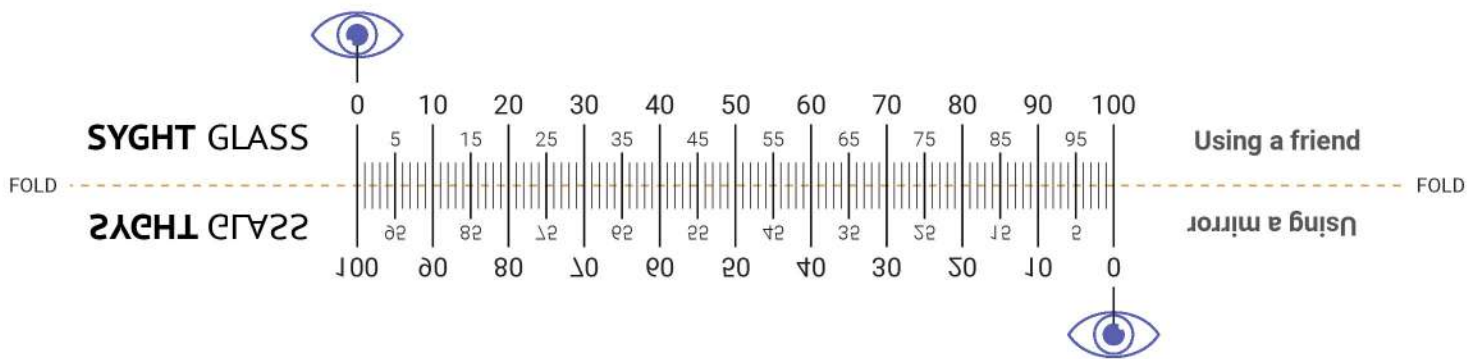 0 10 20 30 40 50 60 70 80 90 100
SYGHT GLASS
5 15 25 35 45 55 65 75 85 95
Using a friend
FOLD
FOLD
SYGHT GLASS
95 85 75 65 55 45 35 25 15 5
Using a mirror
100 90 80 70 60 50 40 30 20 10 0